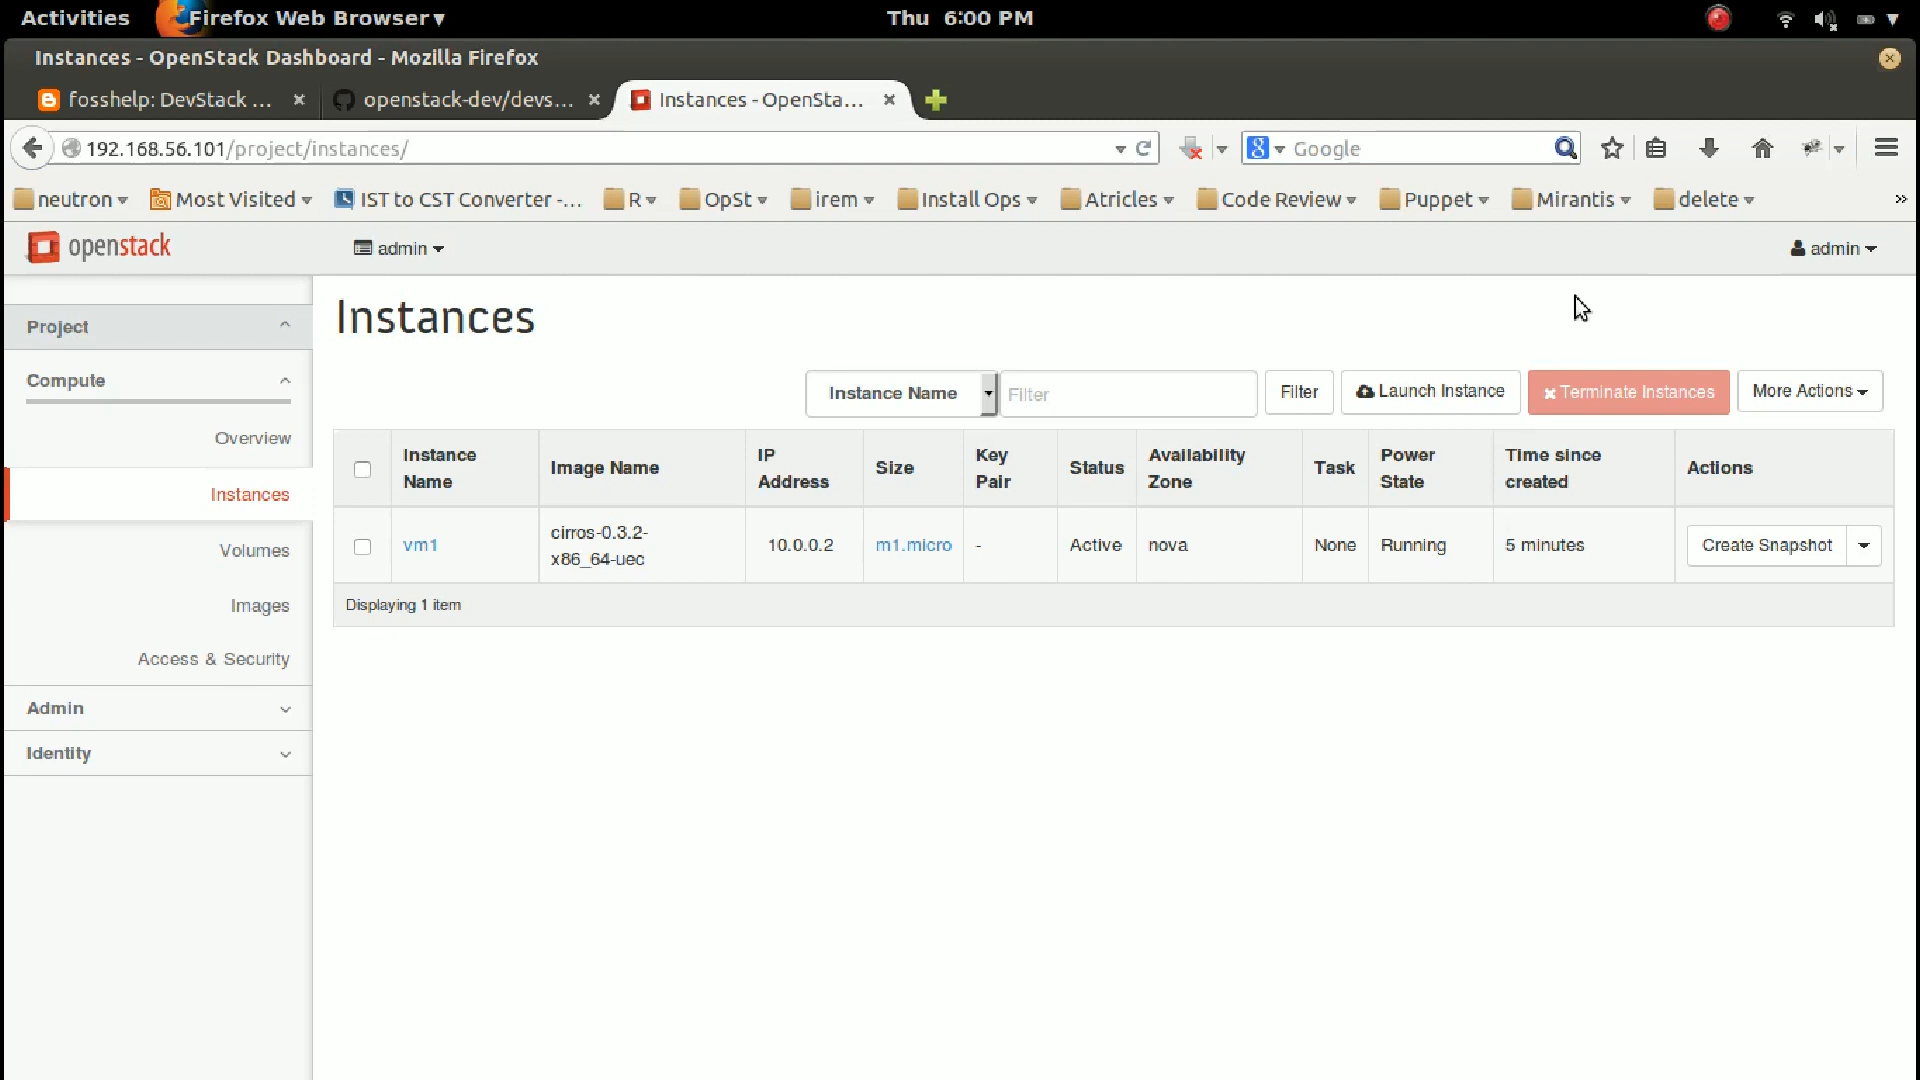 Activities Firefox Web Browser Thu 6:00 PM
Instances - OpenStack Dashboard - Mozilla Firefox
fosshelp: DevStack ... openstack-dev/devs... Instances - OpenSta...
192.168.56.101/project/instances/ Google
neutron Most Visited IST to CST Converter -... R OpSt irem Install Ops Atricles Code Review Puppet Mirantis delete »
openstack admin admin
Project
Compute
Overview
Instances
Volumes
Images
Access & Security
Admin
Identity
Instances
Instance Name Filter Filter Launch Instance Terminate Instances More Actions
Instance Name Image Name IP Address Size Key Pair Status Availability Zone Task Power State Time since created Actions
vm1 cirros-0.3.2-x86_64-uec 10.0.0.2 m1.micro - Active nova None Running 5 minutes Create Snapshot
Displaying 1 item